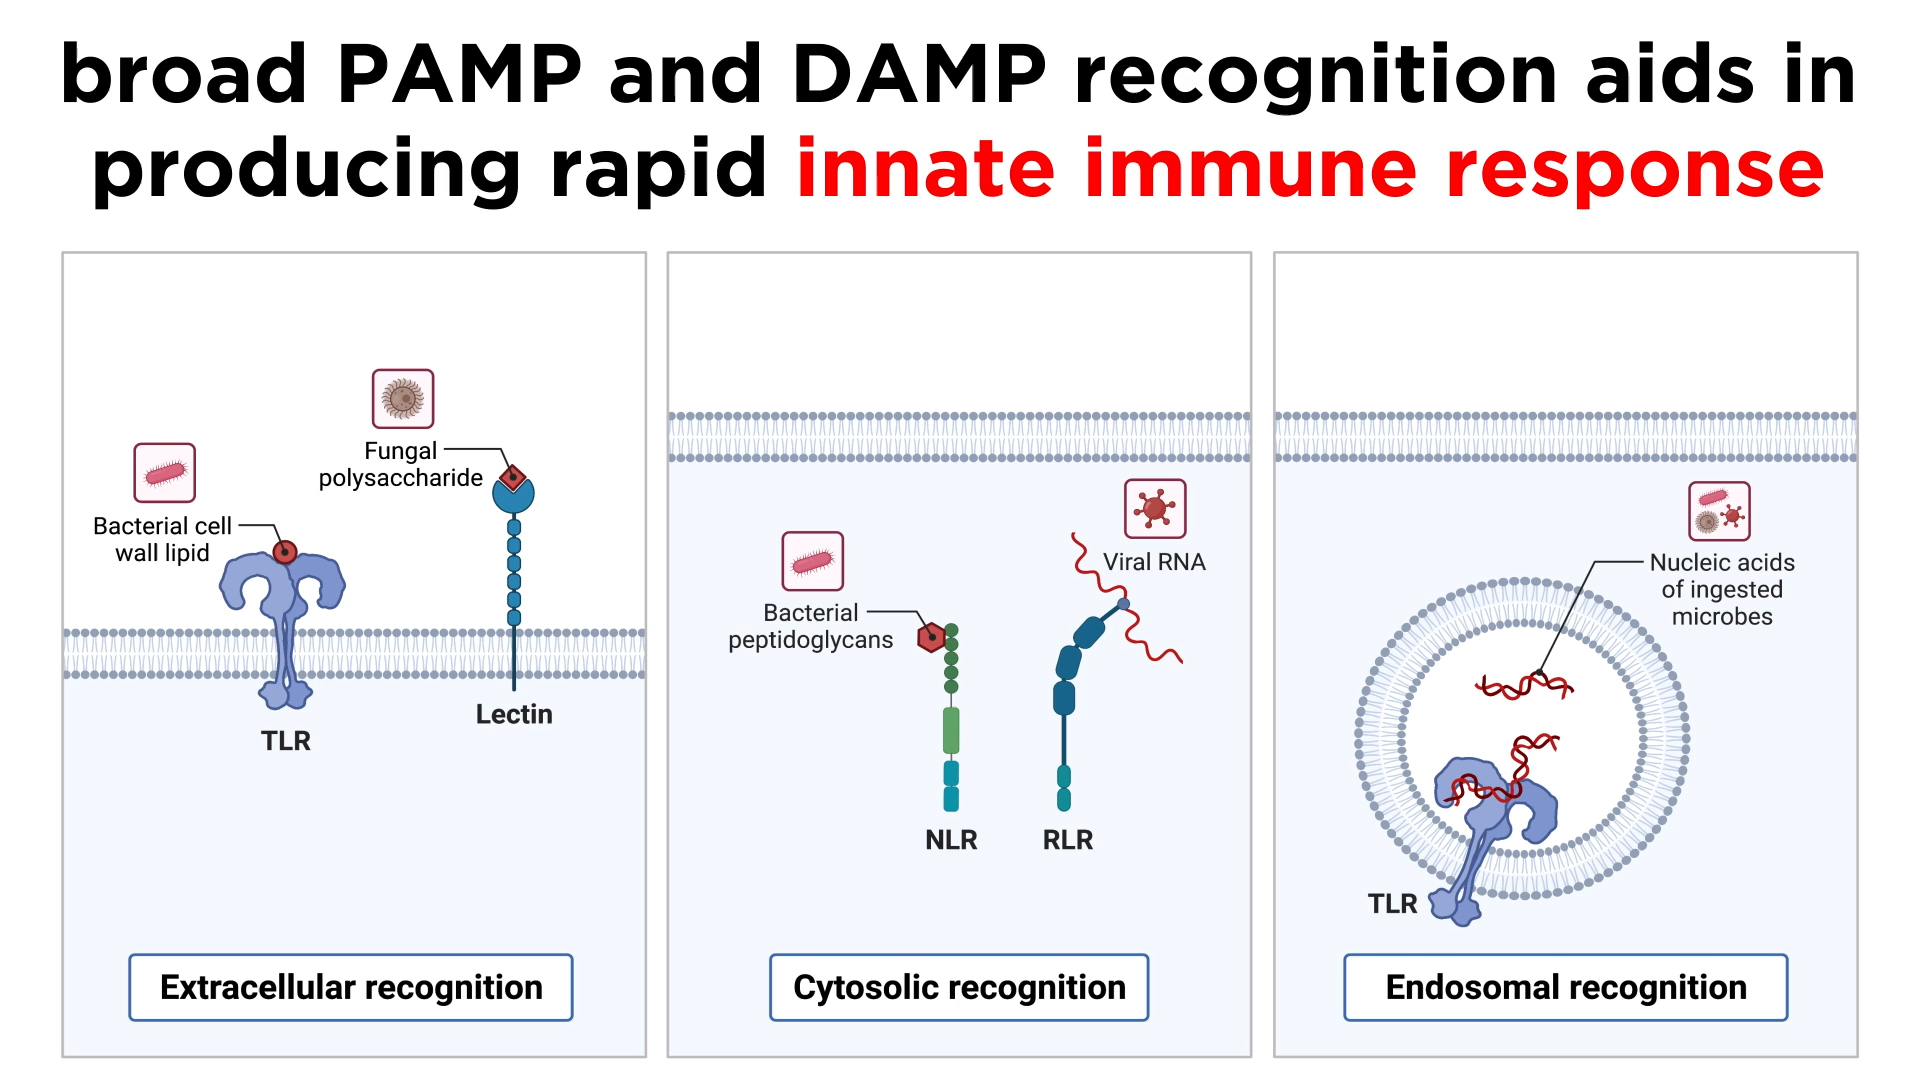 broad PAMP and DAMP recognition aids in
producing rapid innate immune response
Fungal
polysaccharide
Bacterial cell
wall lipid
TLR
Lectin
Extracellular recognition
Viral RNA
Bacterial
peptidoglycans
NLR
RLR
Cytosolic recognition
Nucleic acids
of ingested
microbes
TLR
Endosomal recognition